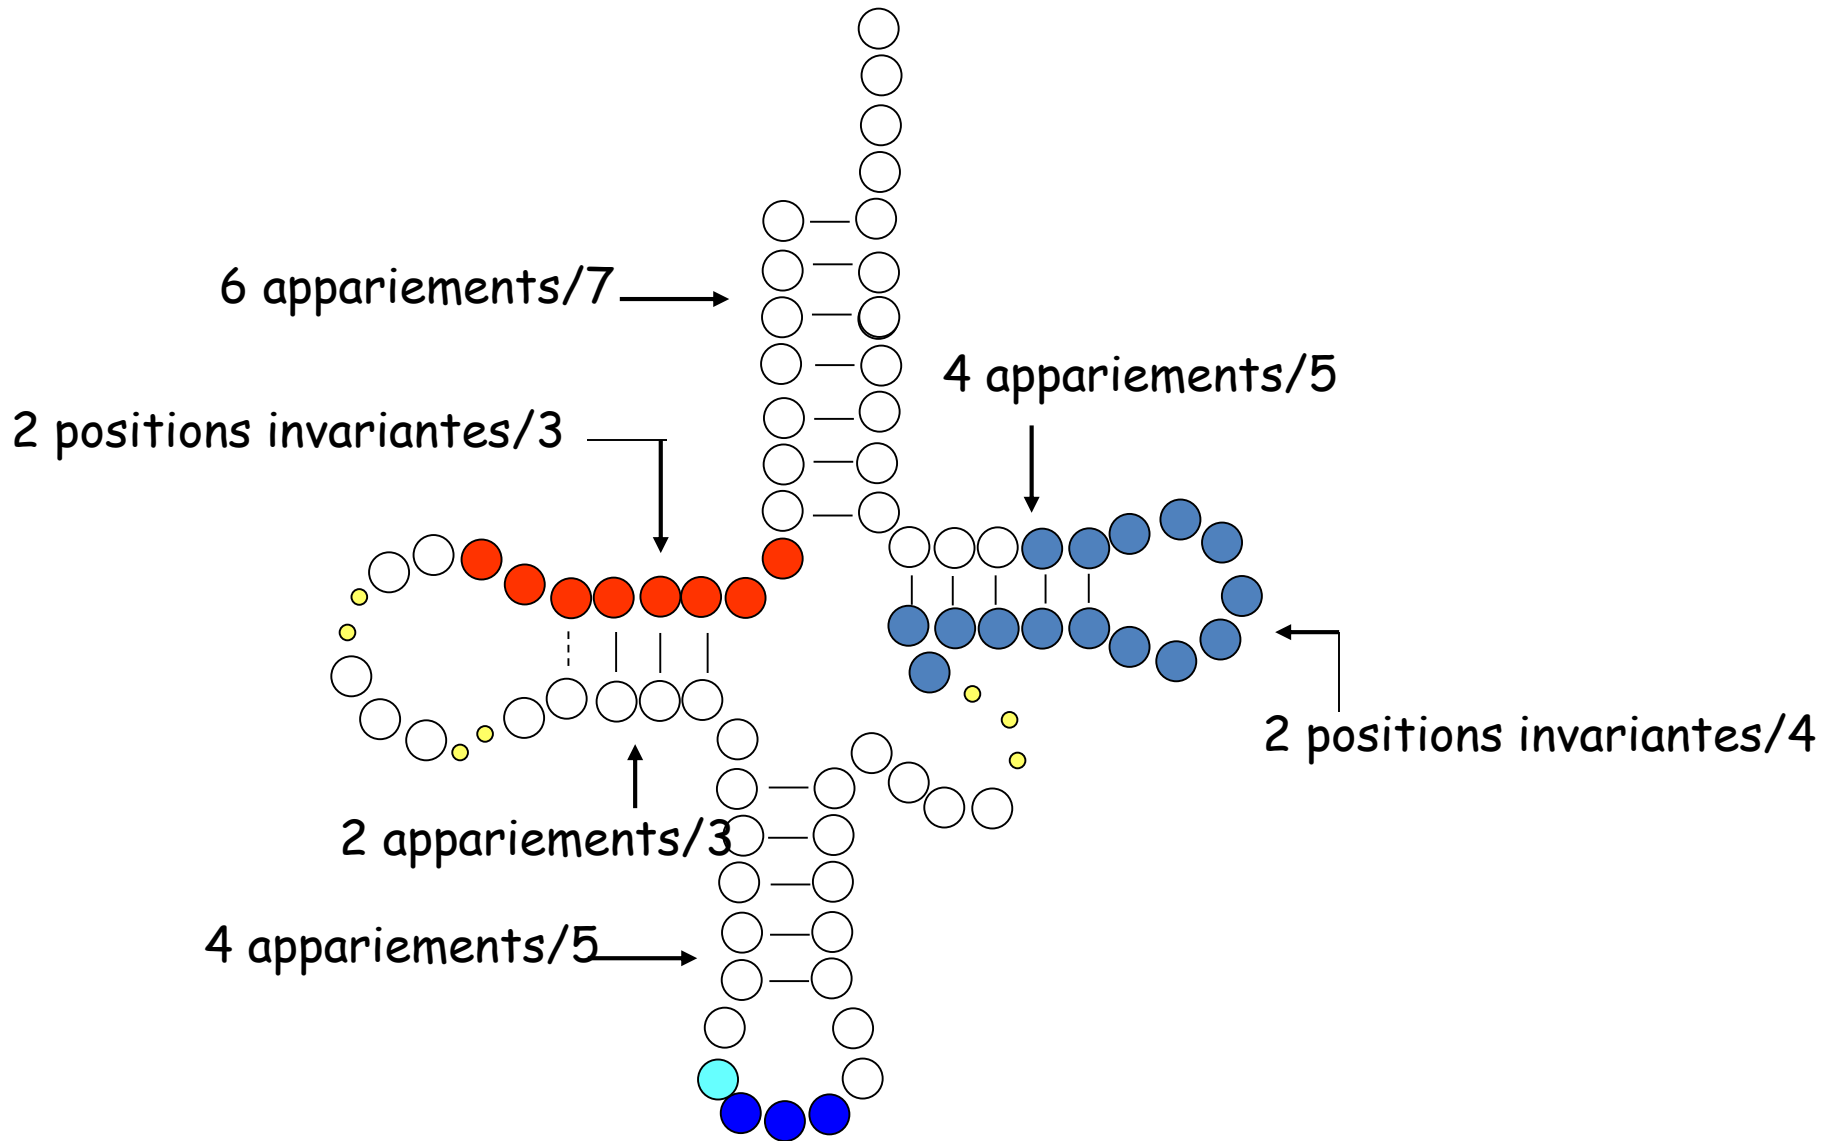 6 appariements/7
4 appariements/5
2 positions invariantes/3
2 positions invariantes/4
2 appariements/3
4 appariements/5